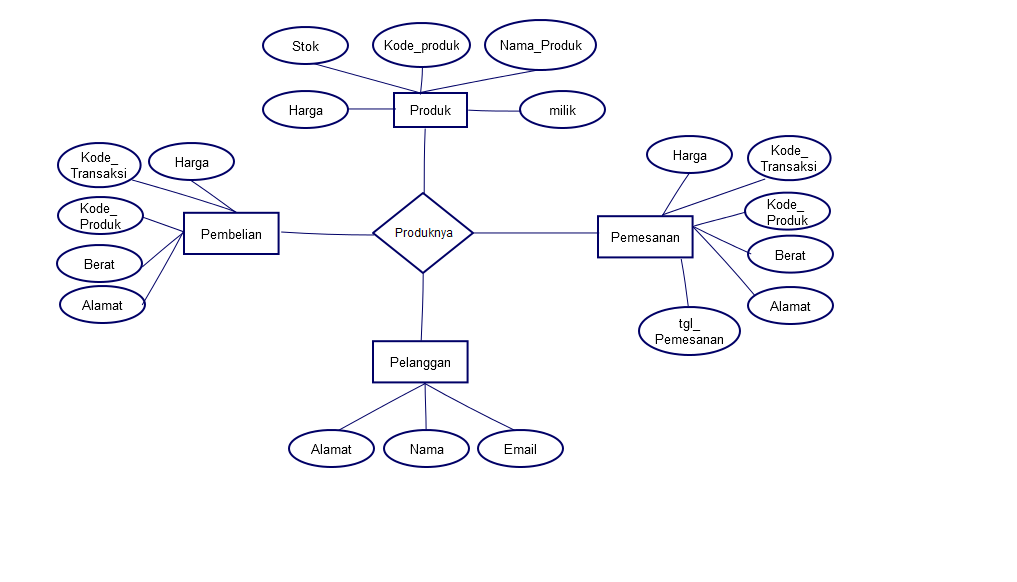 Stok
Kode_produk
Nama_Produk
Harga
Produk
milik
Kode_
Transaksi
Harga
Kode_
Produk
Pembelian
Berat
Alamat
Produknya
Harga
Kode_
Transaksi
Kode_
Produk
Pemesanan
Berat
Alamat
tgl_
Pemesanan
Pelanggan
Alamat
Nama
Email